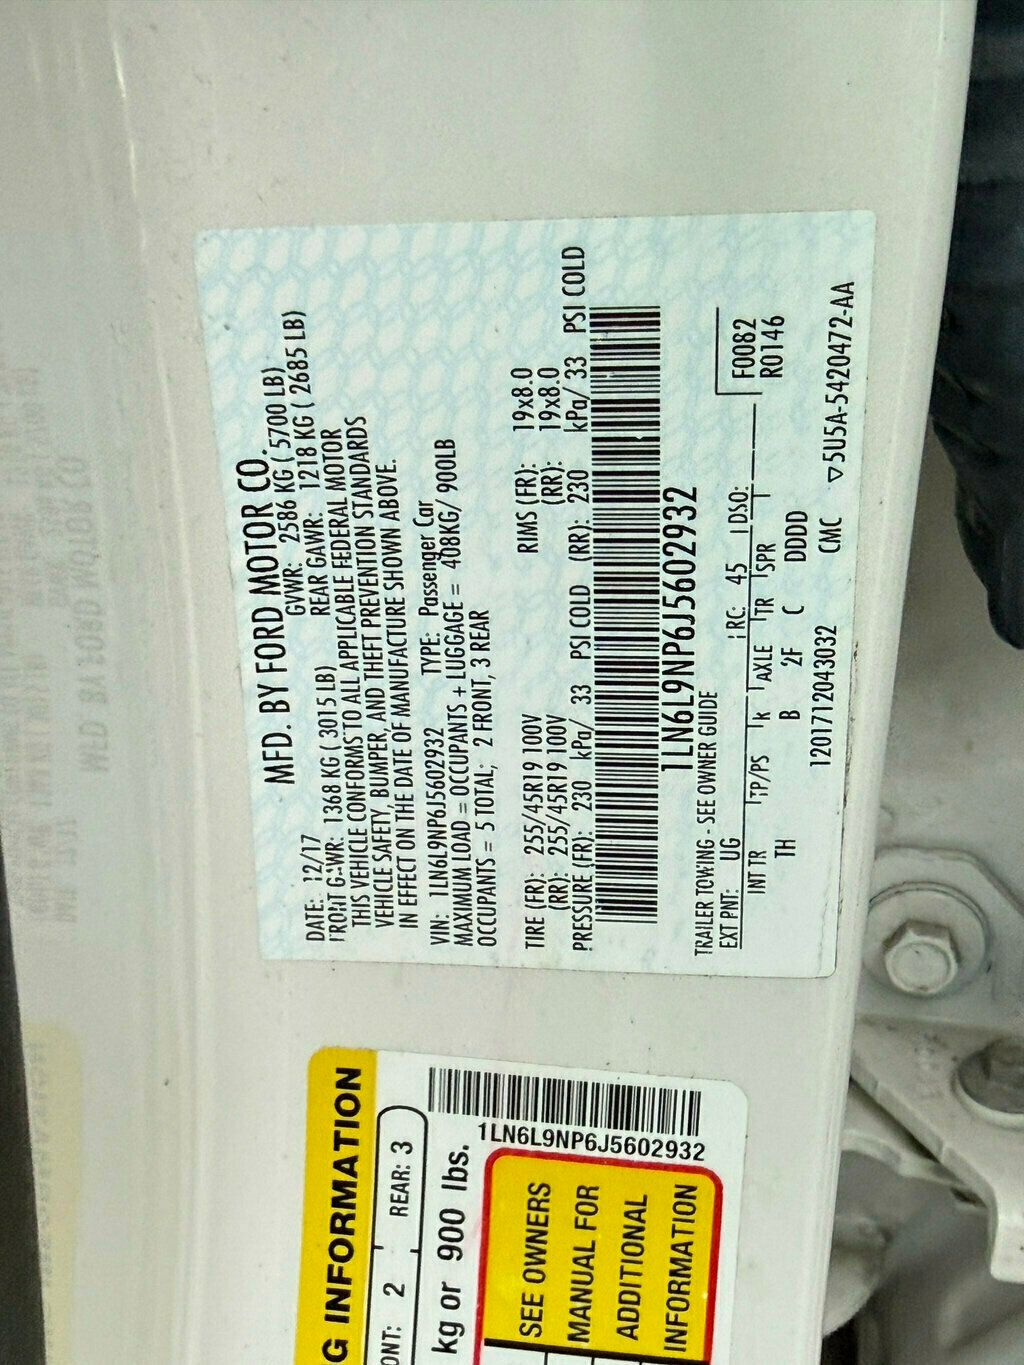 MFD. BY FORD MOTOR CO.
DATE: 12/17 GVWR: 2586 KG ( 5700 LB)
FRONT GAWR: 1368 KG ( 3015 LB) REAR GAWR: 1218 KG ( 2685 LB)
THIS VEHICLE CONFORMS TO ALL APPLICABLE FEDERAL MOTOR
VEHICLE SAFETY, BUMPER, AND THEFT PREVENTION STANDARDS
IN EFFECT ON THE DATE OF MANUFACTURE SHOWN ABOVE.
VIN: 1LN6L9NP6J5602932 TYPE: Passenger Car
MAXIMUM LOAD = OCCUPANTS + LUGGAGE = 408KG/ 900LB
OCCUPANTS = 5 TOTAL; 2 FRONT, 3 REAR
TIRE (FR): 255/45R19 100V RIMS (FR): 19x8.0
(RR): 255/45R19 100V (RR): 19x8.0
PRESSURE (FR): 230 kPa/ 33 PSI COLD (RR): 230 kPa/ 33 PSI COLD
1LN6L9NP6J5602932
TRAILER TOWING - SEE OWNER GUIDE
EXT PNT: UG RC: 45 DSO: F0082
INT TR TP/PS R AXLE TR SPR R0146
TH B 2F C DDDD
1201712043032 CMC ▽5U5A-5420472-AA
G INFORMATION
ONT: 2 REAR: 3
kg or 900 lbs.
1LN6L9NP6J5602932
SEE OWNERS
MANUAL FOR
ADDITIONAL
INFORMATION